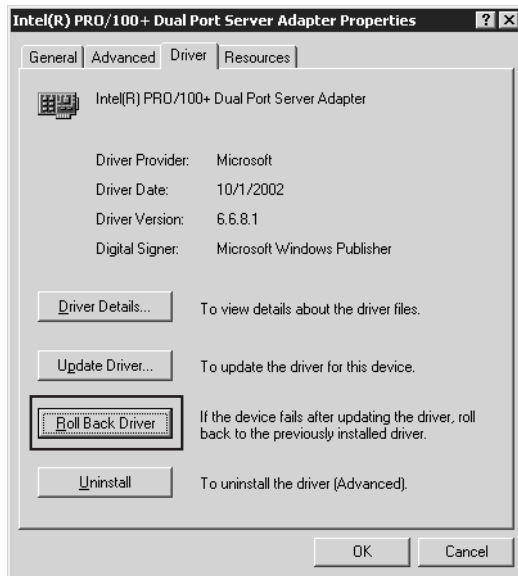 Intel(R) PRO/100+ Dual Port Server Adapter Properties
General Advanced Driver Resources
Intel(R) PRO/100+ Dual Port Server Adapter
Driver Provider: Microsoft
Driver Date: 10/1/2002
Driver Version: 6.6.8.1
Digital Signer: Microsoft Windows Publisher
Driver Details... To view details about the driver files.
Update Driver... To update the driver for this device.
Roll Back Driver If the device fails after updating the driver, roll
back to the previously installed driver.
Uninstall To uninstall the driver (Advanced).
OK Cancel